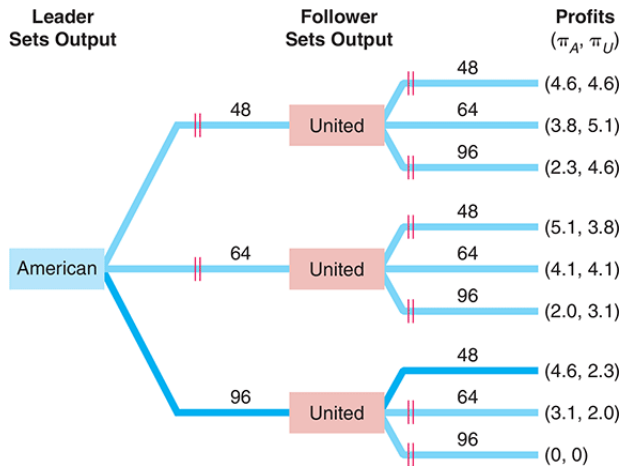 Leader
Sets Output
Follower
Sets Output
Profits
(π_A, π_U)
48
(4.6, 4.6)
48
United
64
(3.8, 5.1)
96
(2.3, 4.6)
48
(5.1, 3.8)
American
64
United
64
(4.1, 4.1)
96
(2.0, 3.1)
48
(4.6, 2.3)
96
United
64
(3.1, 2.0)
96
(0, 0)